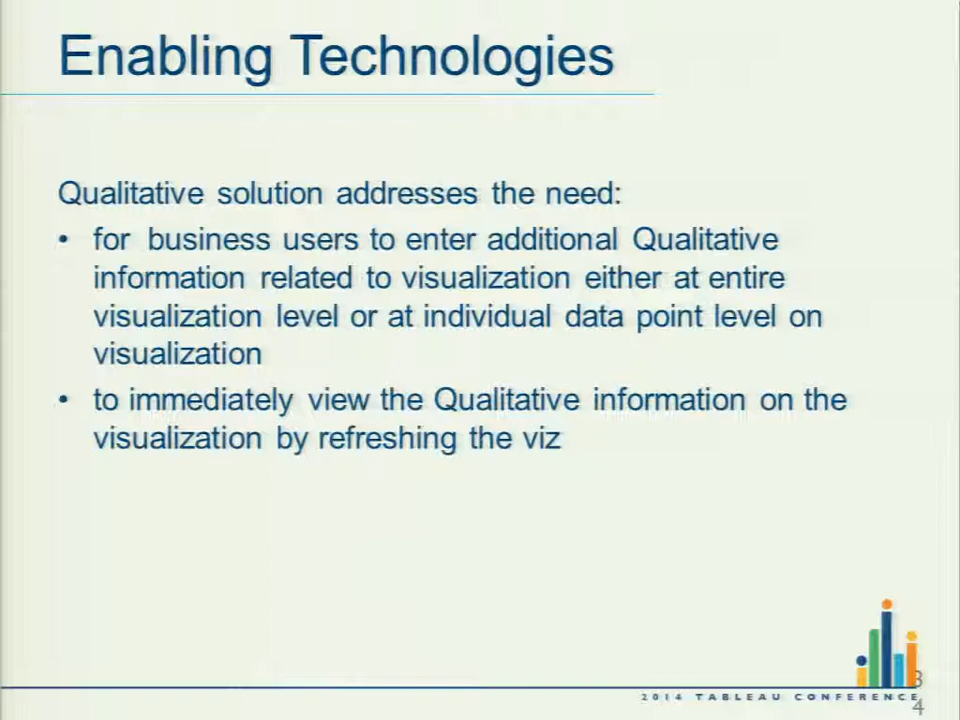 Enabling Technologies
Qualitative solution addresses the need:
• for business users to enter additional Qualitative
information related to visualization either at entire
visualization level or at individual data point level on
visualization
• to immediately view the Qualitative information on the
visualization by refreshing the viz
3
2014 TABLEAU CONFERENCE
4